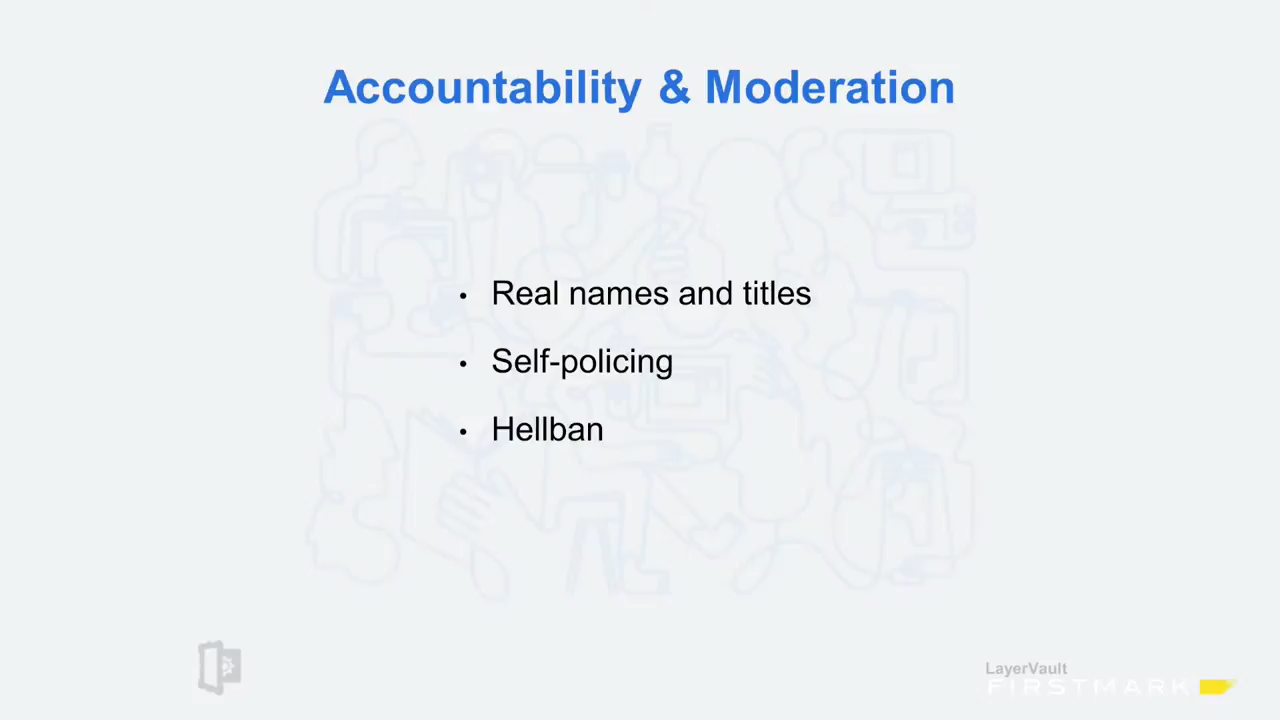 Accountability & Moderation
• Real names and titles
• Self-policing
• Hellban
LayerVault
FIRSTMARK